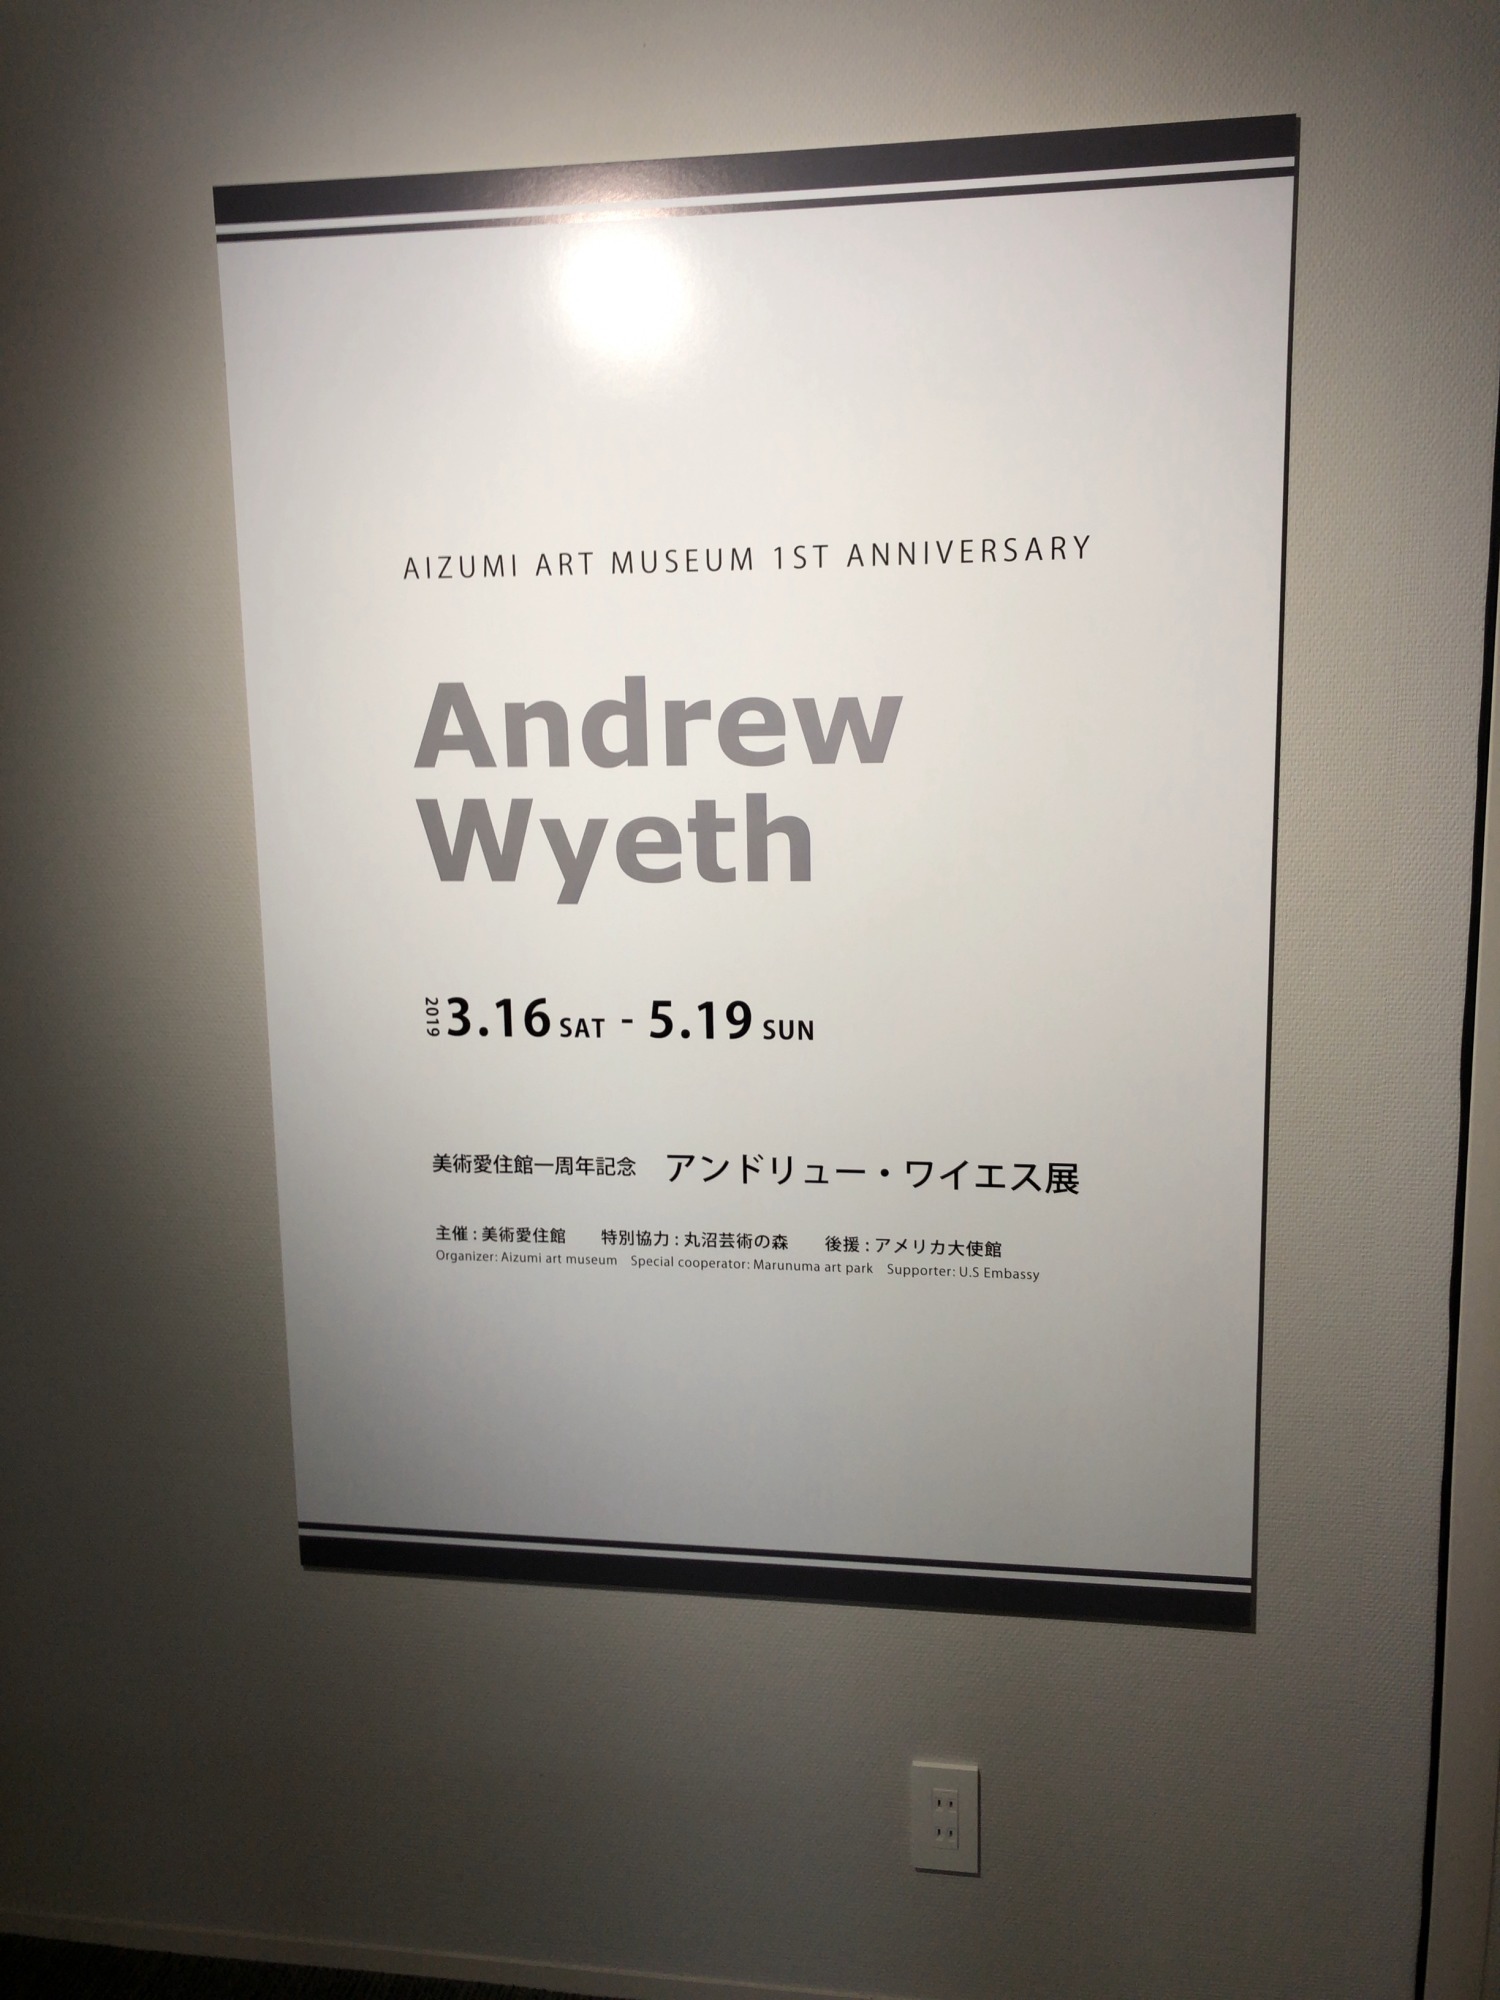 AIZUMI ART MUSEUM 1ST ANNIVERSARY
Andrew
Wyeth
2019 3.16 SAT - 5.19 SUN
美術愛住館一周年記念 アンドリュー・ワイエス展
主催:美術愛住館 特別協力:丸沼芸術の森 後援:アメリカ大使館
Organizer: Aizumi art museum Special cooperator: Marunuma art park Supporter: U.S Embassy